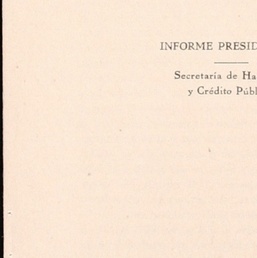 INFORME PRESID
Secretaria de Ha
y Crédito Públ